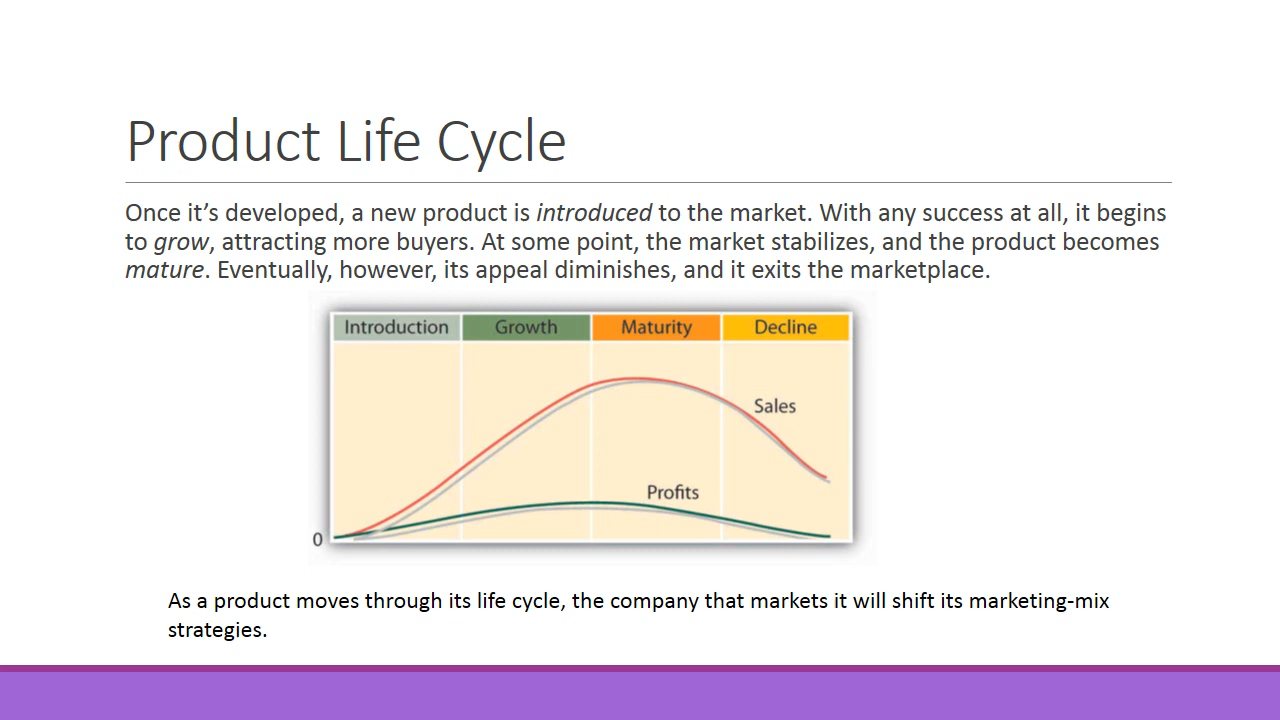 Product Life Cycle
Once it’s developed, a new product is introduced to the market. With any success at all, it begins
to grow, attracting more buyers. At some point, the market stabilizes, and the product becomes
mature. Eventually, however, its appeal diminishes, and it exits the marketplace.
Introduction Growth Maturity Decline
Sales
Profits
0
As a product moves through its life cycle, the company that markets it will shift its marketing-mix
strategies.